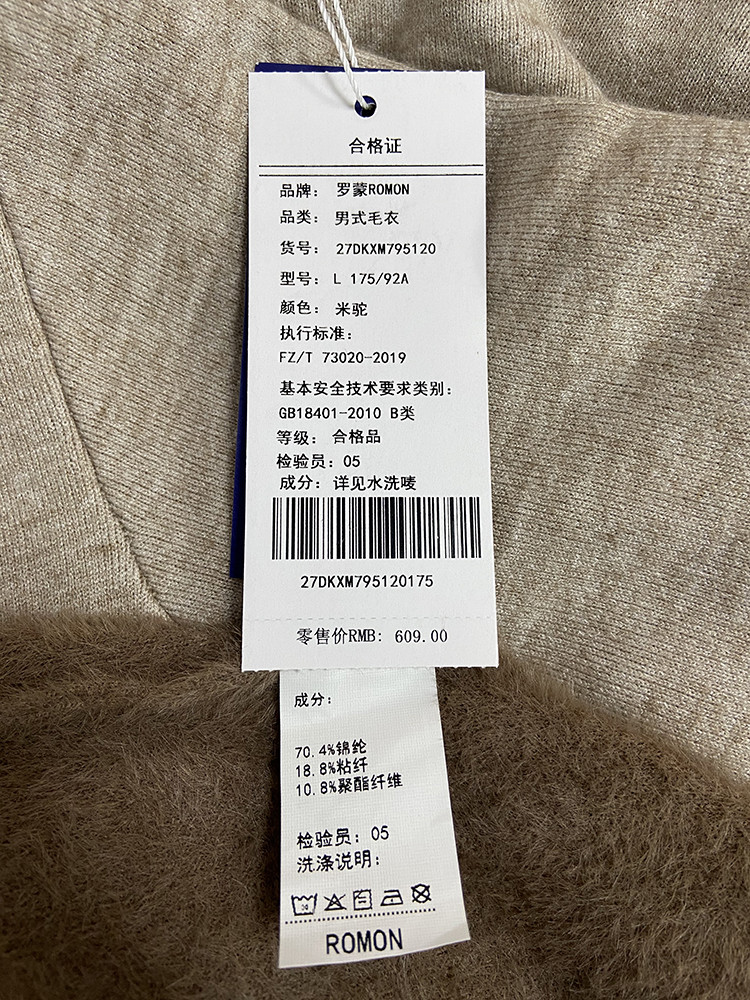 合格证
品牌： 罗蒙ROMON
品类： 男式毛衣
货号： 27DKXM795120
型号： L 175/92A
颜色： 米驼
执行标准：
FZ/T 73020-2019
基本安全技术要求类别：
GB18401-2010 B类
等级： 合格品
检验员：05
成分： 详见水洗唛
27DKXM795120175
零售价RMB: 609.00
成分：
70.4%锦纶
18.8%粘纤
10.8%聚酯纤维
检验员：05
洗涤说明：
ROMON